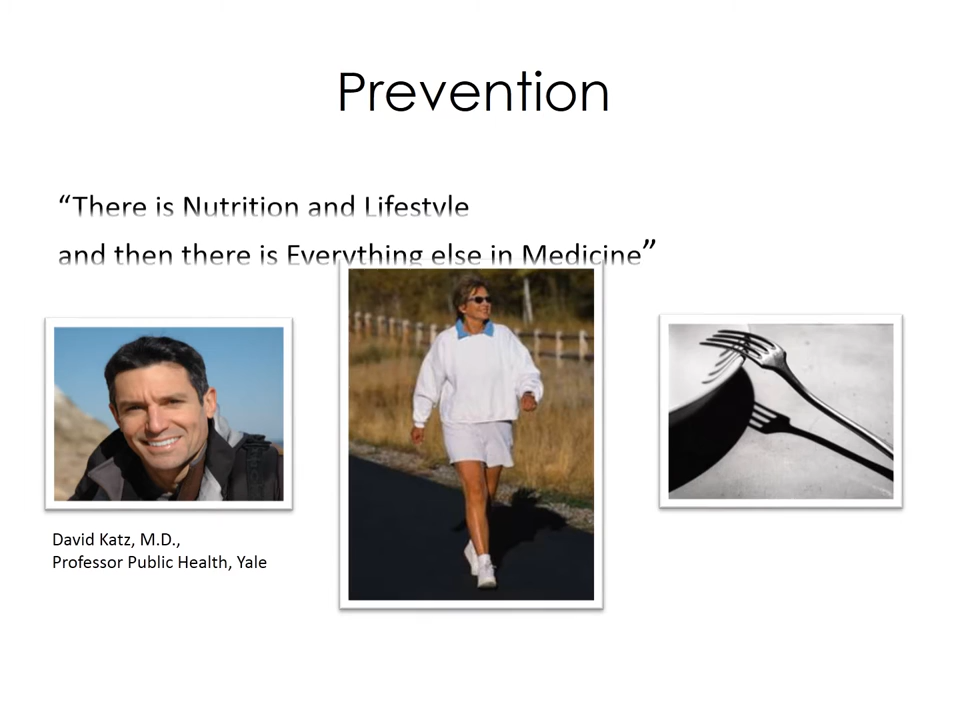 Prevention
“There is Nutrition and Lifestyle
and then there is Everything else in Medicine”
David Katz, M.D.,
Professor Public Health, Yale